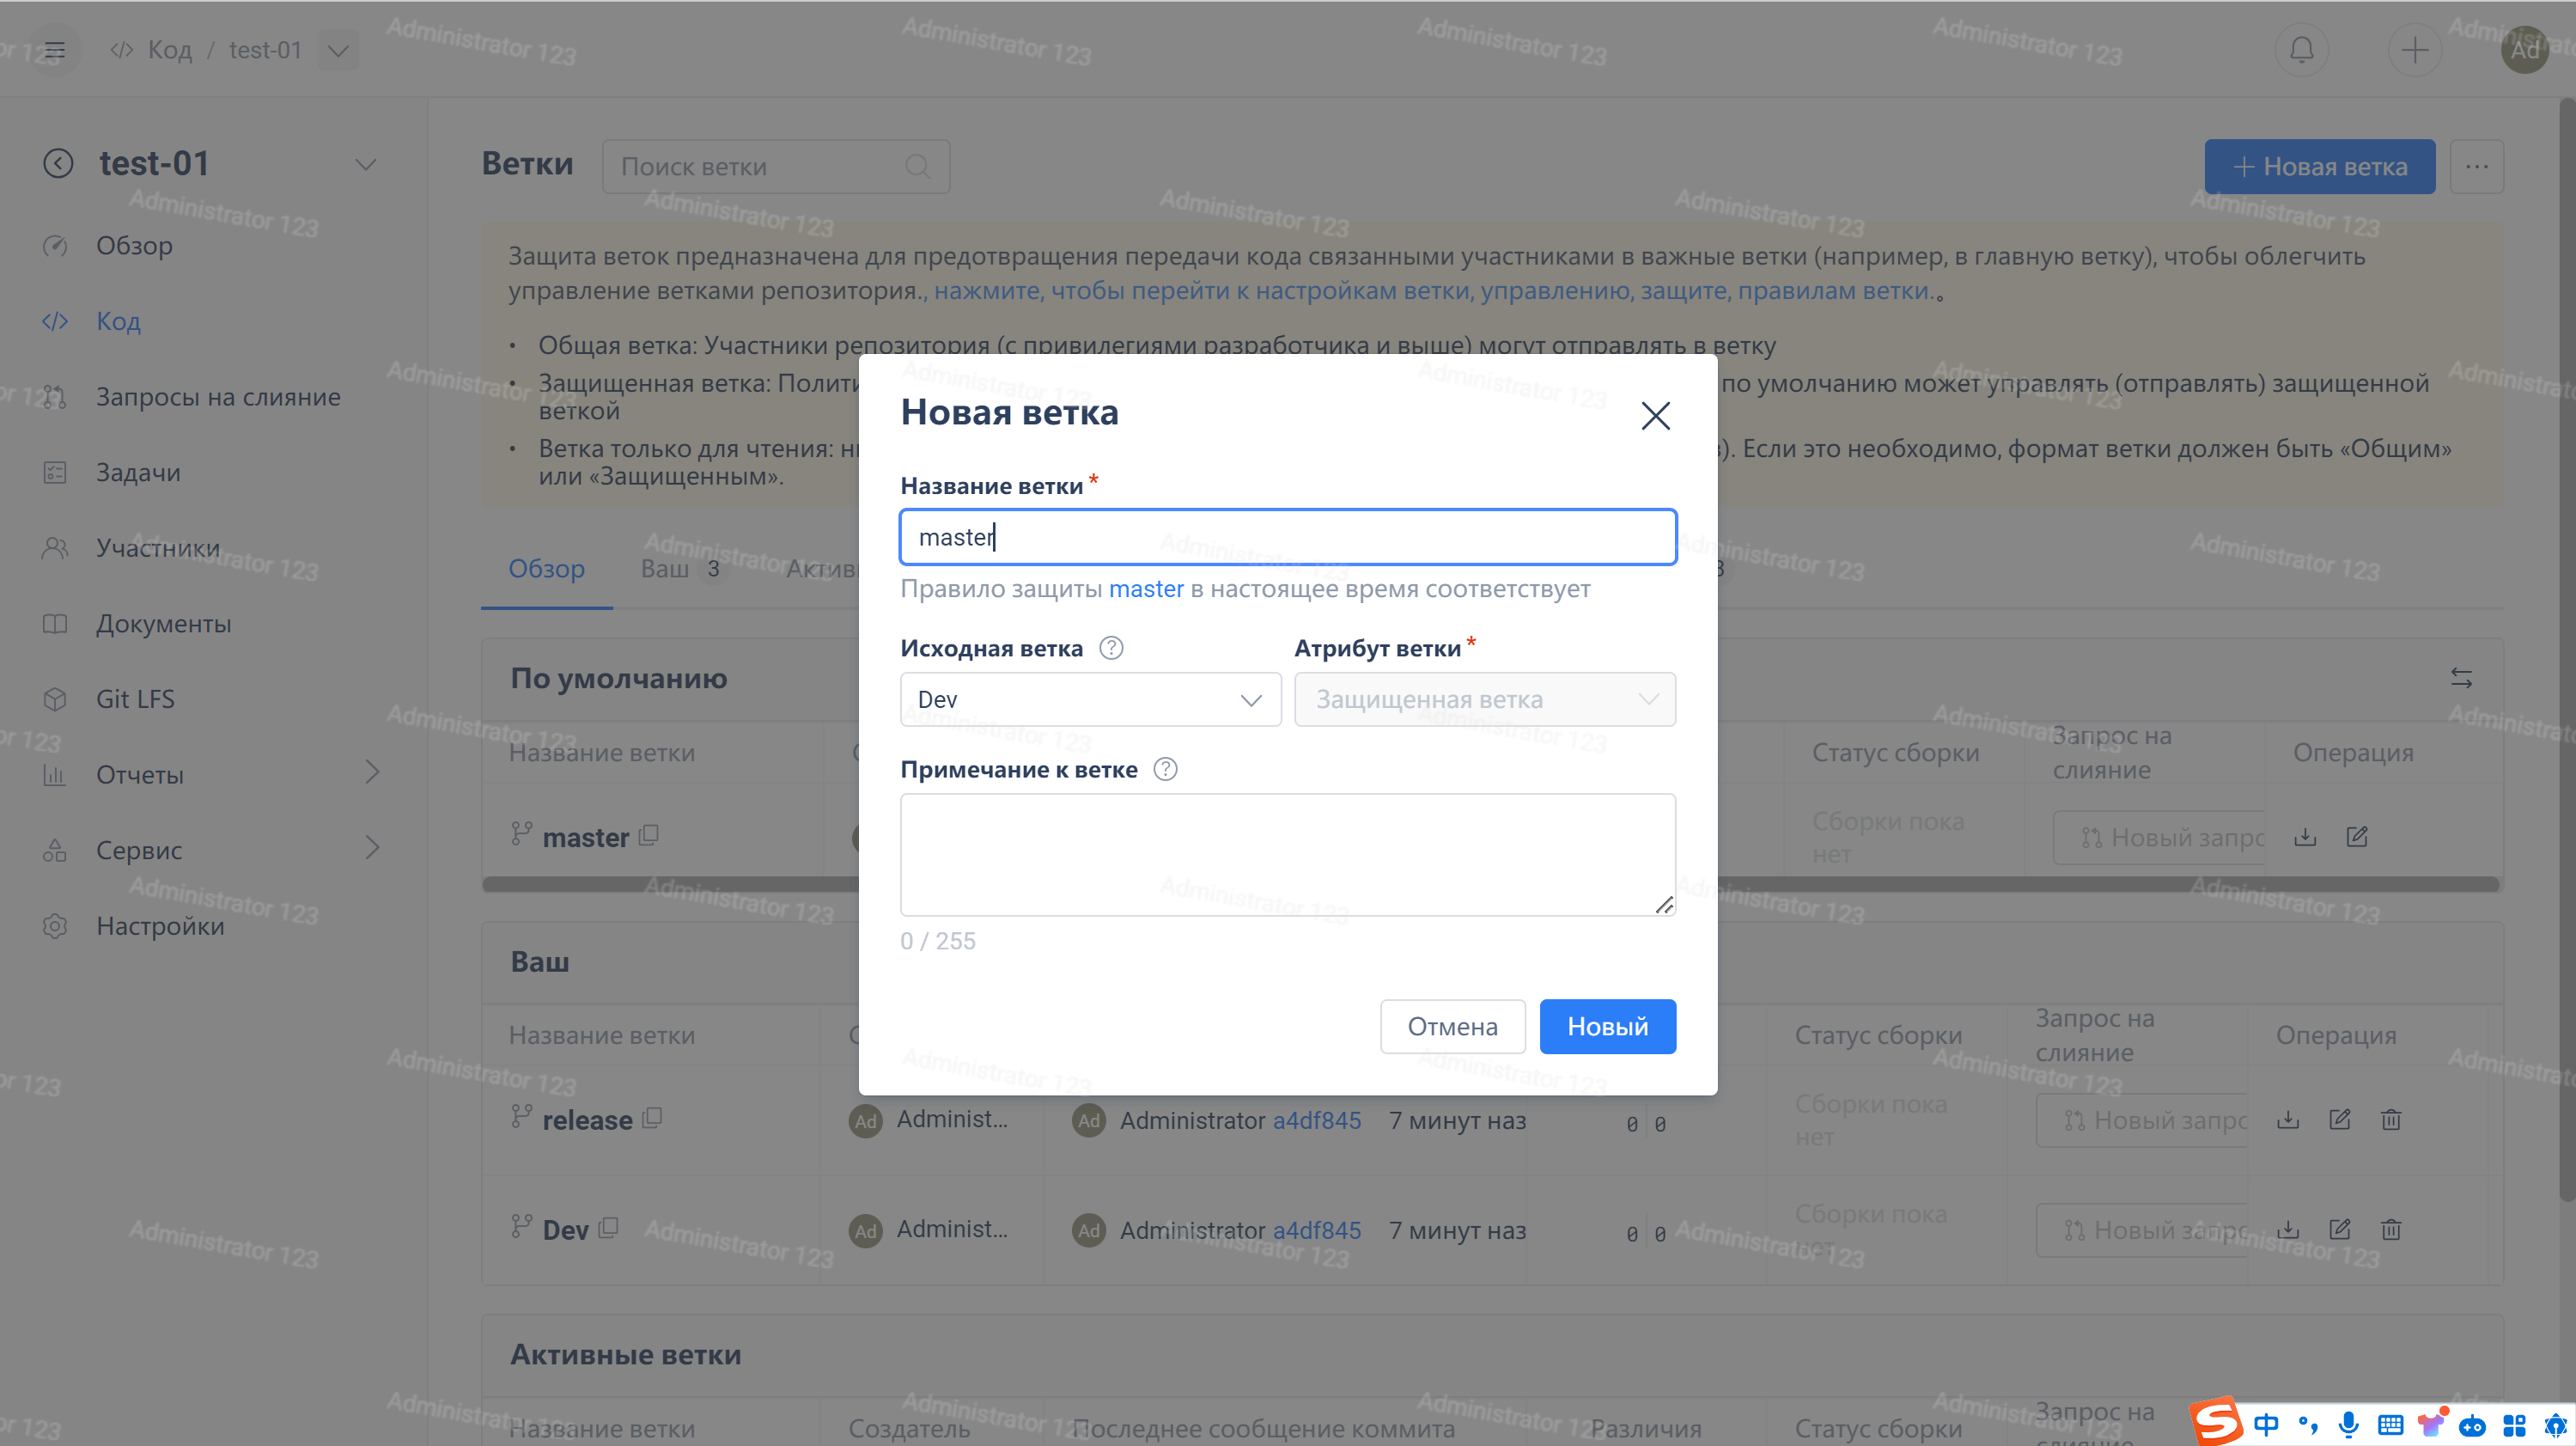 Код / test-01
Ad
test-01
Обзор
Код
Запросы на слияние
Задачи
Участники
Документы
Git LFS
Отчеты
Сервис
Настройки
Ветки
Поиск ветки
Новая ветка
Защита веток предназначена для предотвращения передачи кода связанными участниками в важные ветки (например, в главную ветку), чтобы облегчить
управление ветками репозитория., нажмите, чтобы перейти к настройкам ветки, управлению, защите, правилам ветки.。
• Общая ветка: Участники репозитория (с привилегиями разработчика и выше) могут отправлять в ветку
• Защищенная ветка: по умолчанию может управлять (отправлять) защищенной
веткой
• Ветка только для чтения: Если это необходимо, формат ветки должен быть «Общим»
или «Защищенным».
Обзор Ваш 3
Новая ветка
Название ветки *
master
Правило защиты master в настоящее время соответствует
Исходная ветка ? Атрибут ветки *
Dev Защищенная ветка
Примечание к ветке ?
0 / 255
Отмена Новый
По умолчанию
Название ветки Статус сборки Запрос на слияние Операция
master Сборки пока нет Новый запро
Ваш
Название ветки Статус сборки Запрос на слияние Операция
release Ad Administ... Ad Administrator a4df845 7 минут наз 0 0 Сборки пока нет Новый запро
Dev Ad Administ... Ad Administrator a4df845 7 минут наз 0 0 Сборки пока нет Новый запро
Активные ветки
Название ветки Создатель Последнее сообщение коммита Различия Статус сборки Запрос на слияние
Administrator 123
中